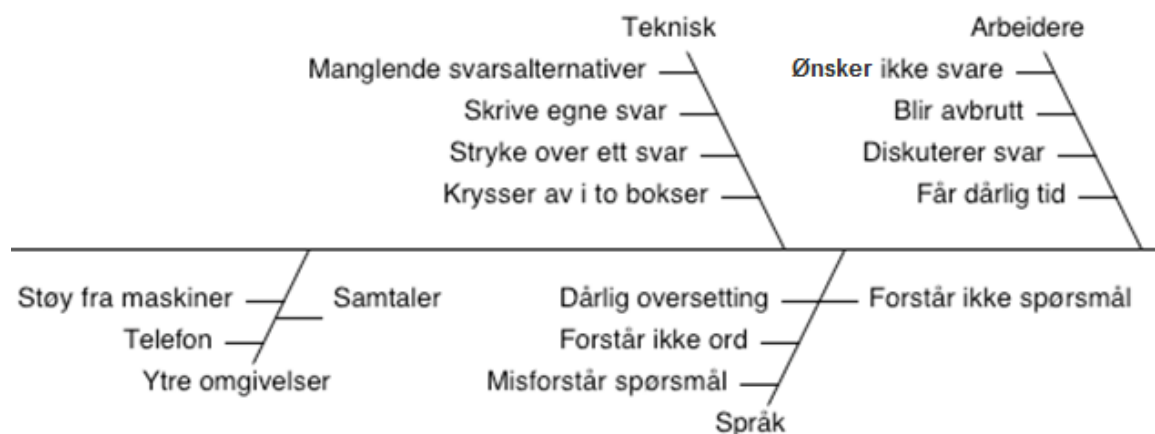 Teknisk
Manglende svarsalternativer
Skrive egne svar
Stryke over ett svar
Krysser av i to bokser
Arbeidere
Ønsker ikke svare
Blir avbrutt
Diskuterer svar
Får dårlig tid
Støy fra maskiner
Samtaler
Telefon
Ytre omgivelser
Dårlig oversetting
Forstår ikke spørsmål
Forstår ikke ord
Misforstår spørsmål
Språk